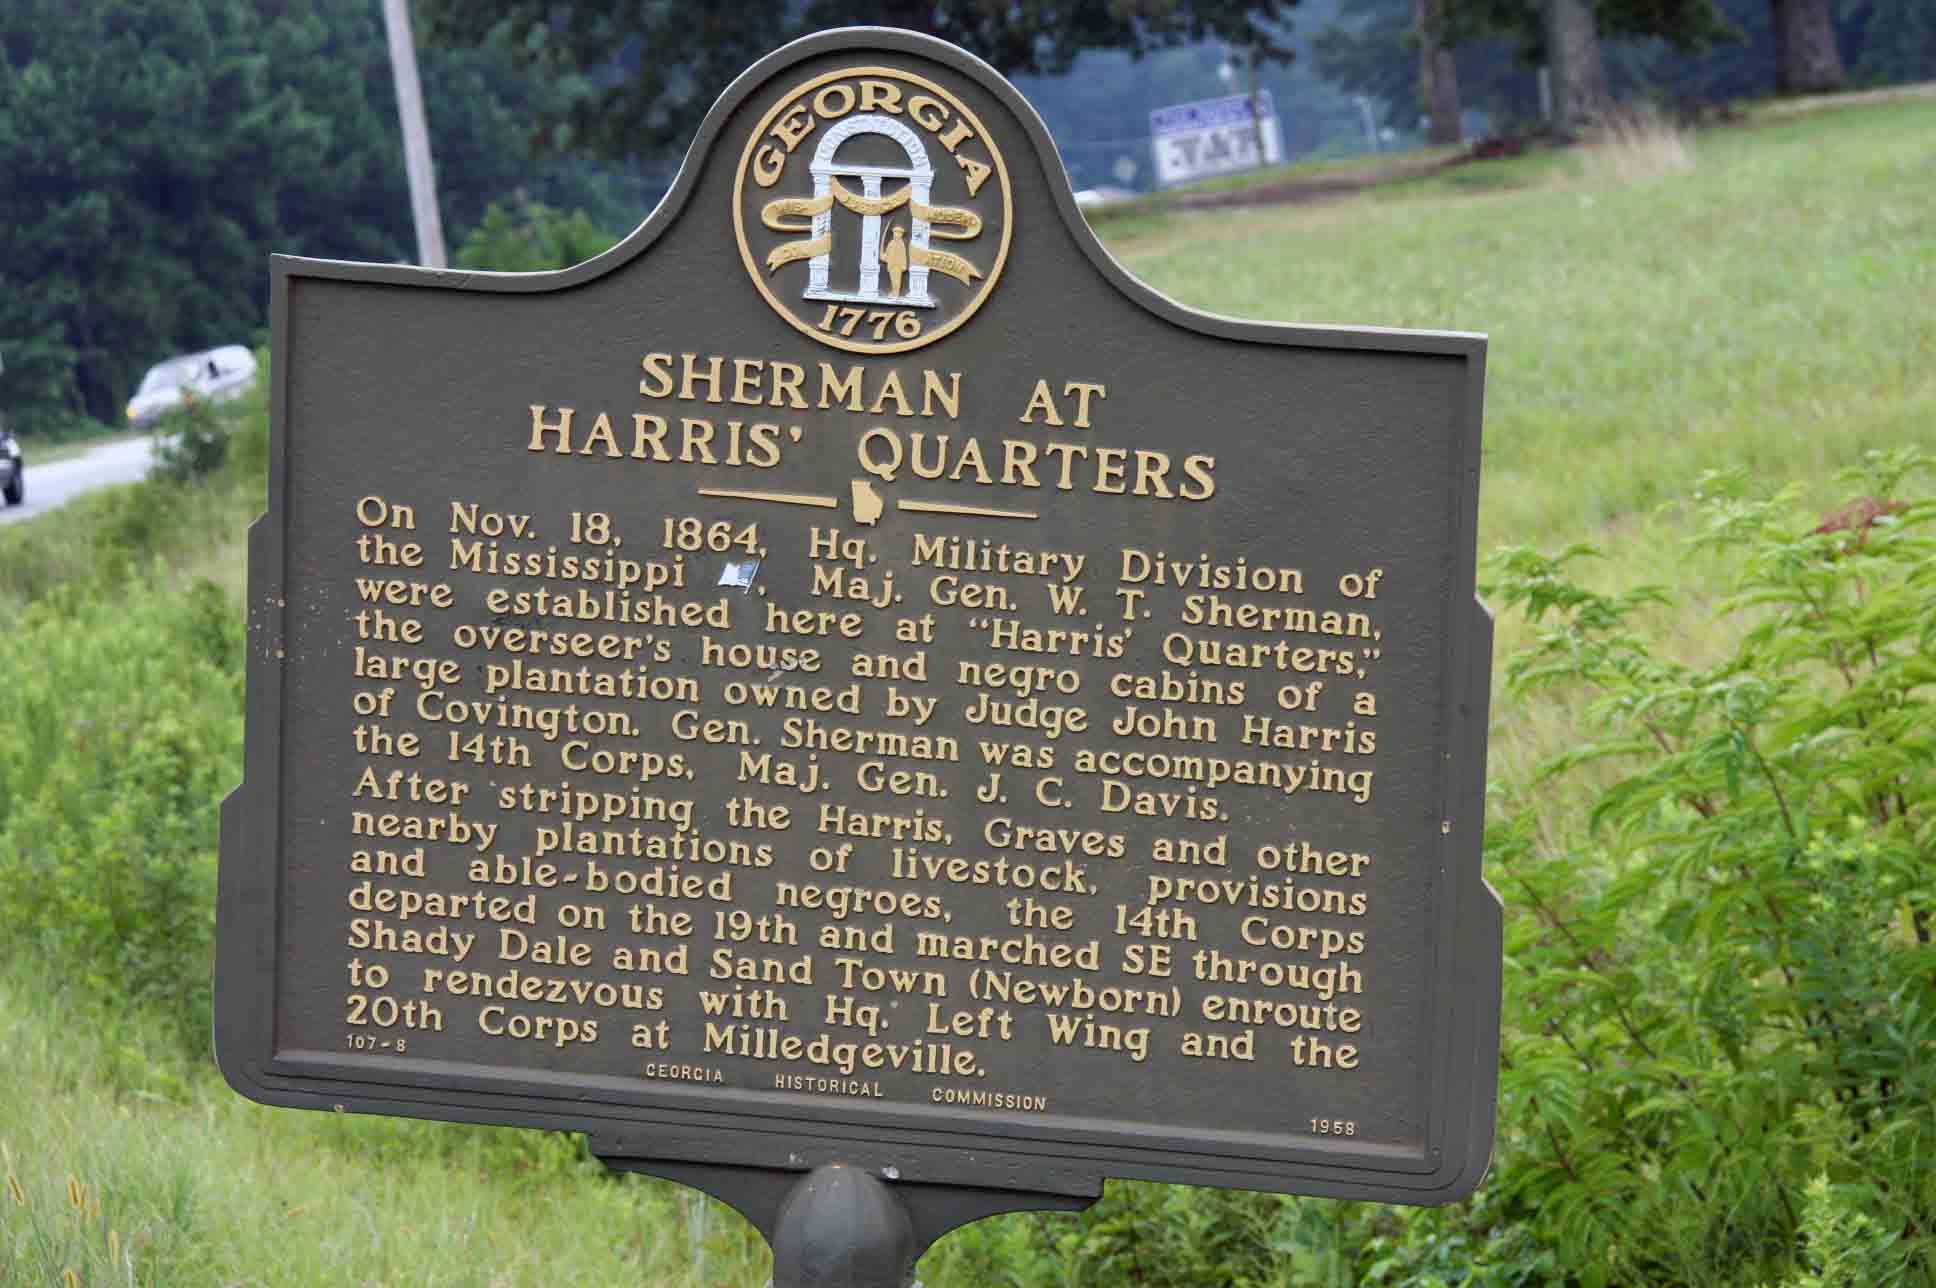 GEORGIA
CONSTITUTION
WISDOM JUSTICE MODERATION
1776
SHERMAN AT
HARRIS' QUARTERS
On Nov. 18, 1864, Hq. Military Division of
the Mississippi , Maj. Gen. W. T. Sherman,
were established here at “Harris' Quarters,”
the overseer's house and negro cabins of a
large plantation owned by Judge John Harris
of Covington. Gen. Sherman was accompanying
the 14th Corps, Maj. Gen. J. C. Davis.
After stripping the Harris, Graves and other
nearby plantations of livestock, provisions
and able-bodied negroes, the 14th Corps
departed on the 19th and marched SE through
Shady Dale and Sand Town (Newborn) enroute
to rendezvous with Hq. Left Wing and the
20th Corps at Milledgeville.
107-8
GEORGIA HISTORICAL COMMISSION
1958